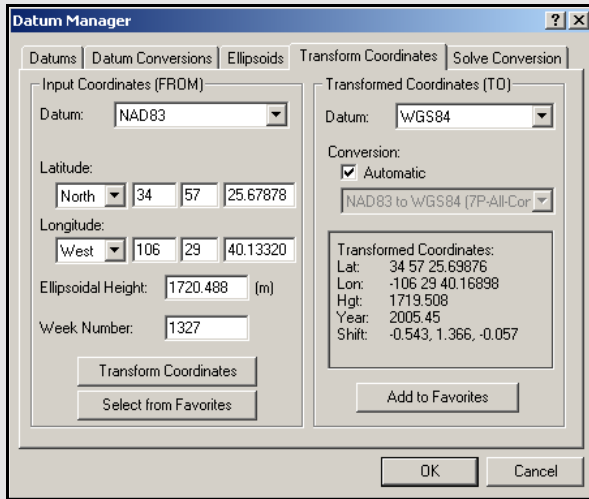 Datum Manager
Datums Datum Conversions Ellipsoids Transform Coordinates Solve Conversion
Input Coordinates (FROM)
Datum: NAD83
Latitude:
North 34 57 25.67878
Longitude:
West 106 29 40.13320
Ellipsoidal Height: 1720.488 (m)
Week Number: 1327
Transform Coordinates
Select from Favorites
Transformed Coordinates (TO)
Datum: WGS84
Conversion:
Automatic
NAD83 to WGS84 (7P-All-Cor
Transformed Coordinates:
Lat: 34 57 25.69876
Lon: -106 29 40.16898
Hgt: 1719.508
Year: 2005.45
Shift: -0.543, 1.366, -0.057
Add to Favorites
OK Cancel